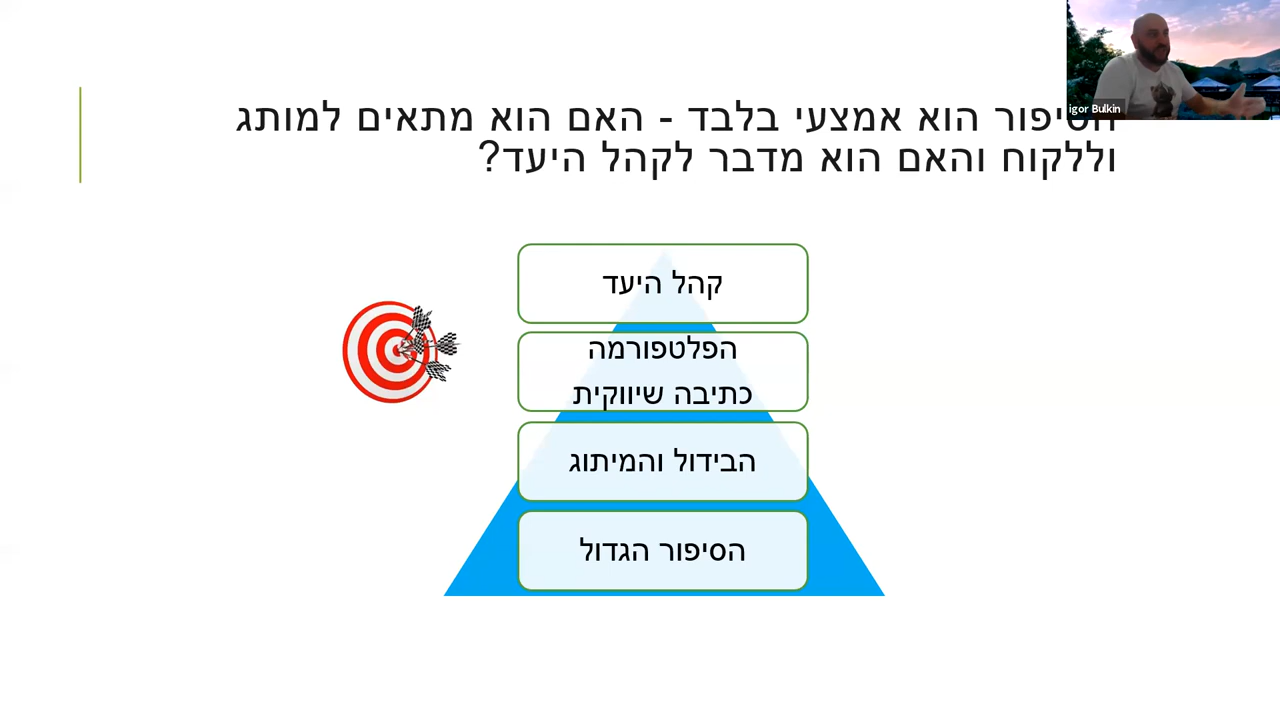 הסיפור הוא אמצעי בלבד - האם הוא מתאים למותג
וללקוח והאם הוא מדבר לקהל היעד?
igor Bulkin
קהל היעד
הפלטפורמה
כתיבה שיווקית
הבידול והמיתוג
הסיפור הגדול